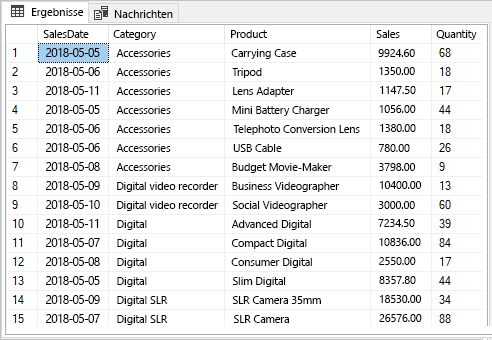 Ergebnisse Nachrichten
SalesDate Category Product Sales Quantity
1 2018-05-05 Accessories Carrying Case 9924.60 68
2 2018-05-06 Accessories Tripod 1350.00 18
3 2018-05-11 Accessories Lens Adapter 1147.50 17
4 2018-05-05 Accessories Mini Battery Charger 1056.00 44
5 2018-05-06 Accessories Telephoto Conversion Lens 1380.00 18
6 2018-05-06 Accessories USB Cable 780.00 26
7 2018-05-08 Accessories Budget Movie-Maker 3798.00 9
8 2018-05-09 Digital video recorder Business Videographer 10400.00 13
9 2018-05-10 Digital video recorder Social Videographer 3000.00 60
10 2018-05-11 Digital Advanced Digital 7234.50 39
11 2018-05-07 Digital Compact Digital 10836.00 84
12 2018-05-08 Digital Consumer Digital 2550.00 17
13 2018-05-05 Digital Slim Digital 8357.80 44
14 2018-05-09 Digital SLR SLR Camera 35mm 18530.00 34
15 2018-05-07 Digital SLR SLR Camera 26576.00 88